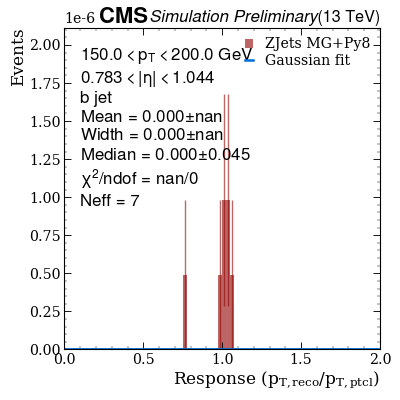 1e-6 CMS Simulation Preliminary (13 TeV)
Events
150.0 < pT < 200.0 GeV
0.783 < |η| < 1.044
b jet
Mean = 0.000±nan
Width = 0.000±nan
Median = 0.000±0.045
χ²/ndof = nan/0
Neff = 7
ZJets MG+Py8
Gaussian fit
2.00
1.75
1.50
1.25
1.00
0.75
0.50
0.25
0.00
0.0 0.5 1.0 1.5 2.0
Response (pT,reco/pT,ptcl)